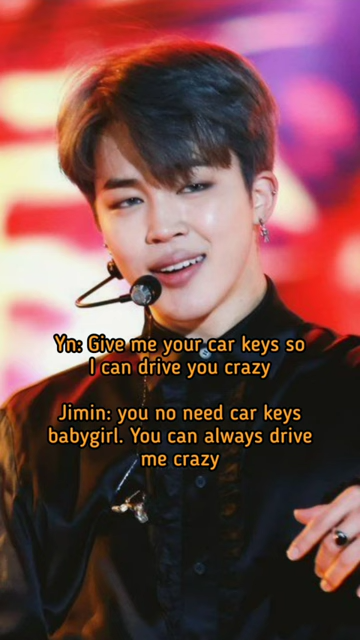 Yn: Give me your car keys so
I can drive you crazy
Jimin: you no need car keys
babygirl. You can always drive
me crazy